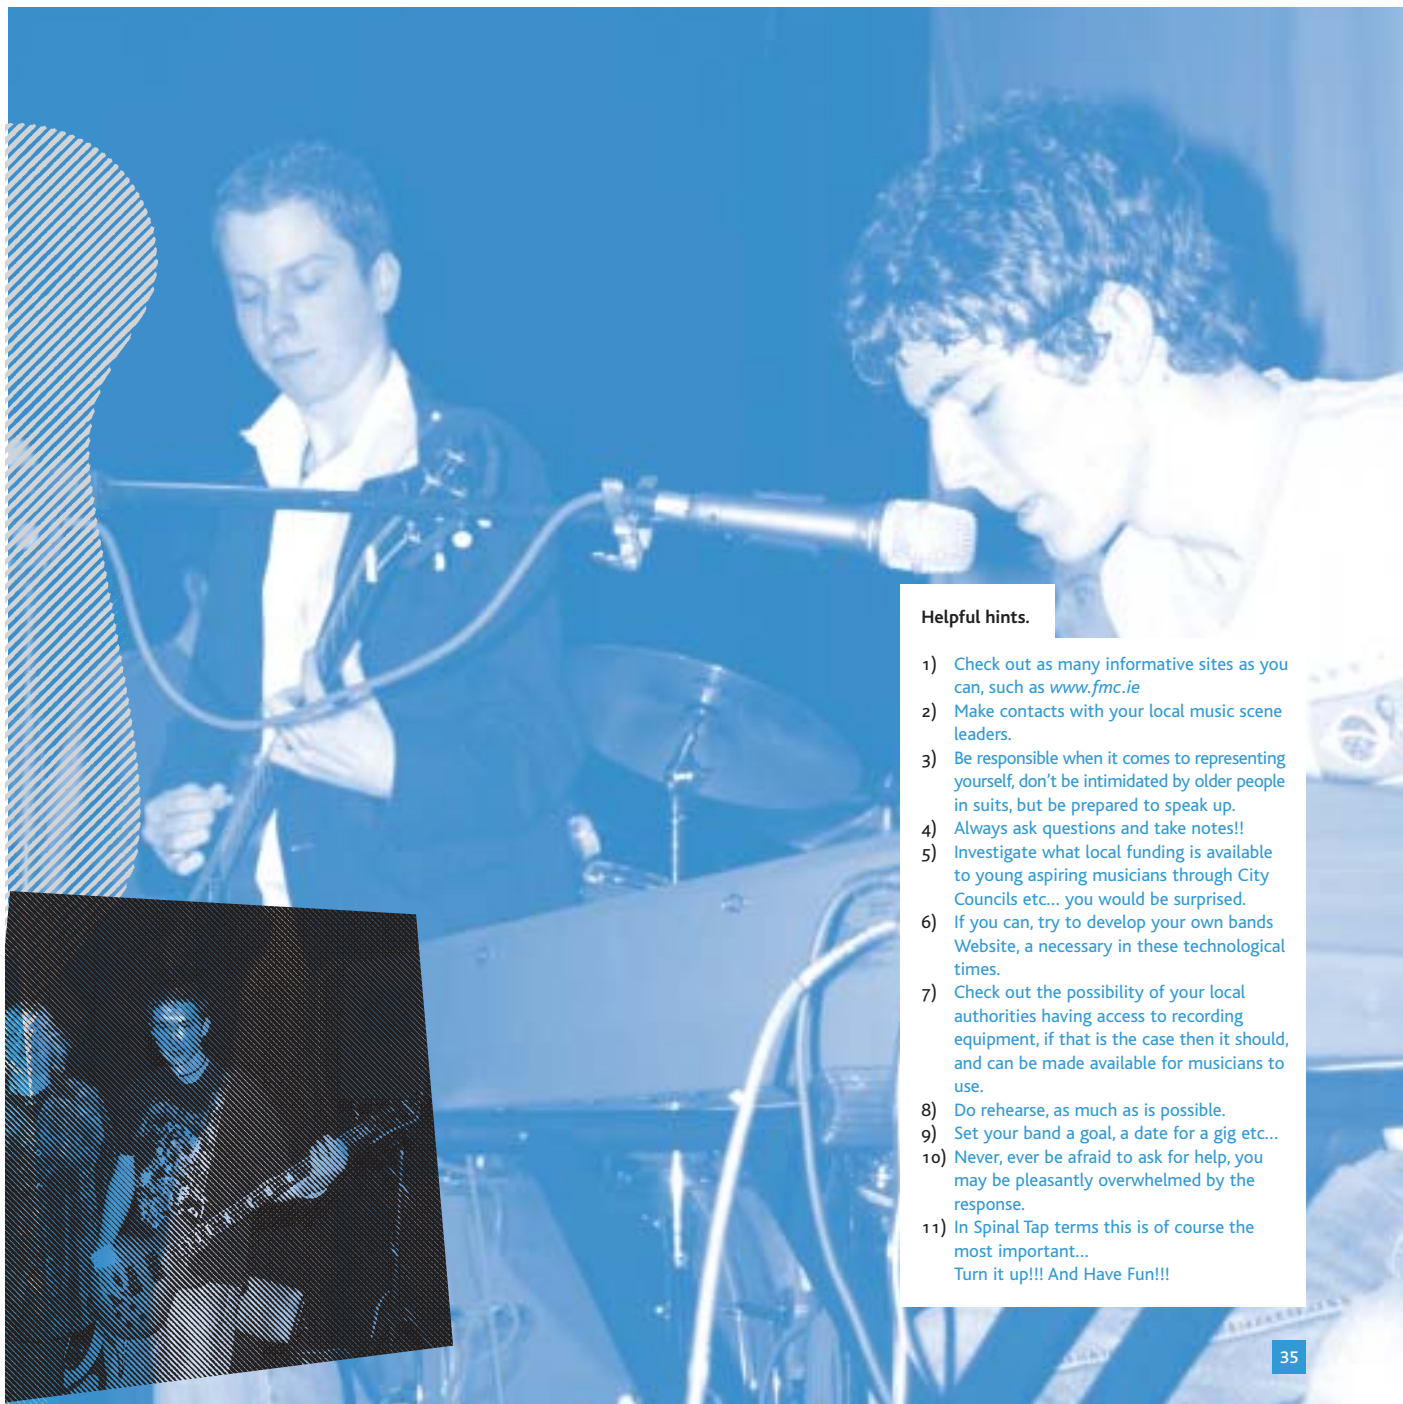 Helpful hints.
1) Check out as many informative sites as you
can, such as www.fmc.ie
2) Make contacts with your local music scene
leaders.
3) Be responsible when it comes to representing
yourself, don't be intimidated by older people
in suits, but be prepared to speak up.
4) Always ask questions and take notes!!
5) Investigate what local funding is available
to young aspiring musicians through City
Councils etc... you would be surprised.
6) If you can, try to develop your own bands
Website, a necessary in these technological
times.
7) Check out the possibility of your local
authorities having access to recording
equipment, if that is the case then it should,
and can be made available for musicians to
use.
8) Do rehearse, as much as is possible.
9) Set your band a goal, a date for a gig etc...
10) Never, ever be afraid to ask for help, you
may be pleasantly overwhelmed by the
response.
11) In Spinal Tap terms this is of course the
most important...
Turn it up!!! And Have Fun!!!
35